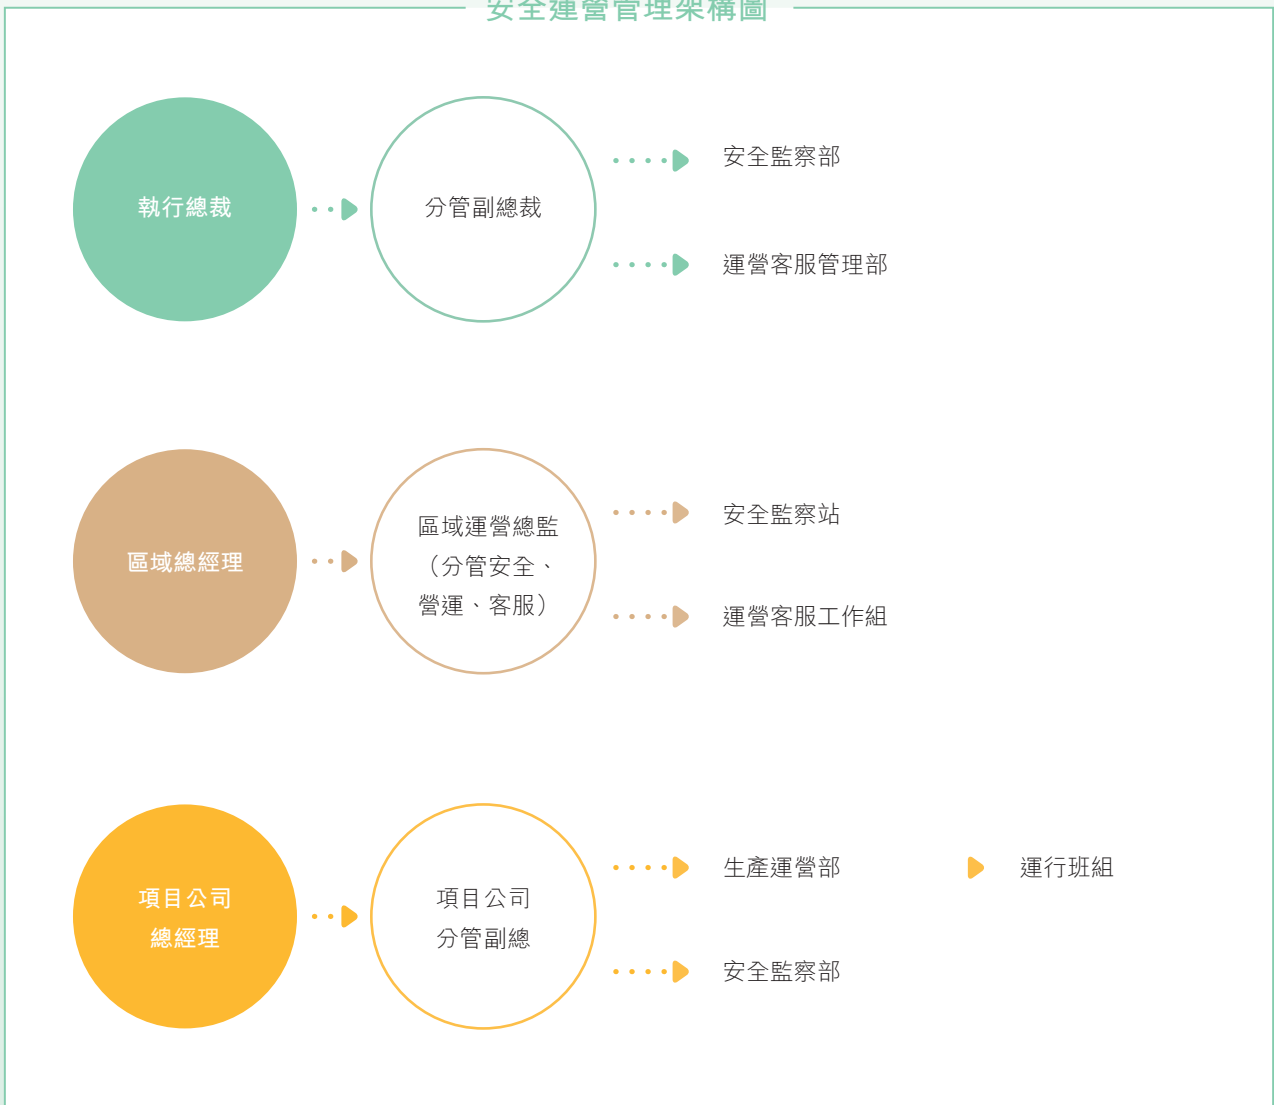 安全運營管理架構圖
執行總裁
分管副總裁
安全監察部
運營客服管理部
區域總經理
區域運營總監
（分管安全、
營運、客服）
安全監察站
運營客服工作組
項目公司
總經理
項目公司
分管副總
生產運營部
運行班組
安全監察部